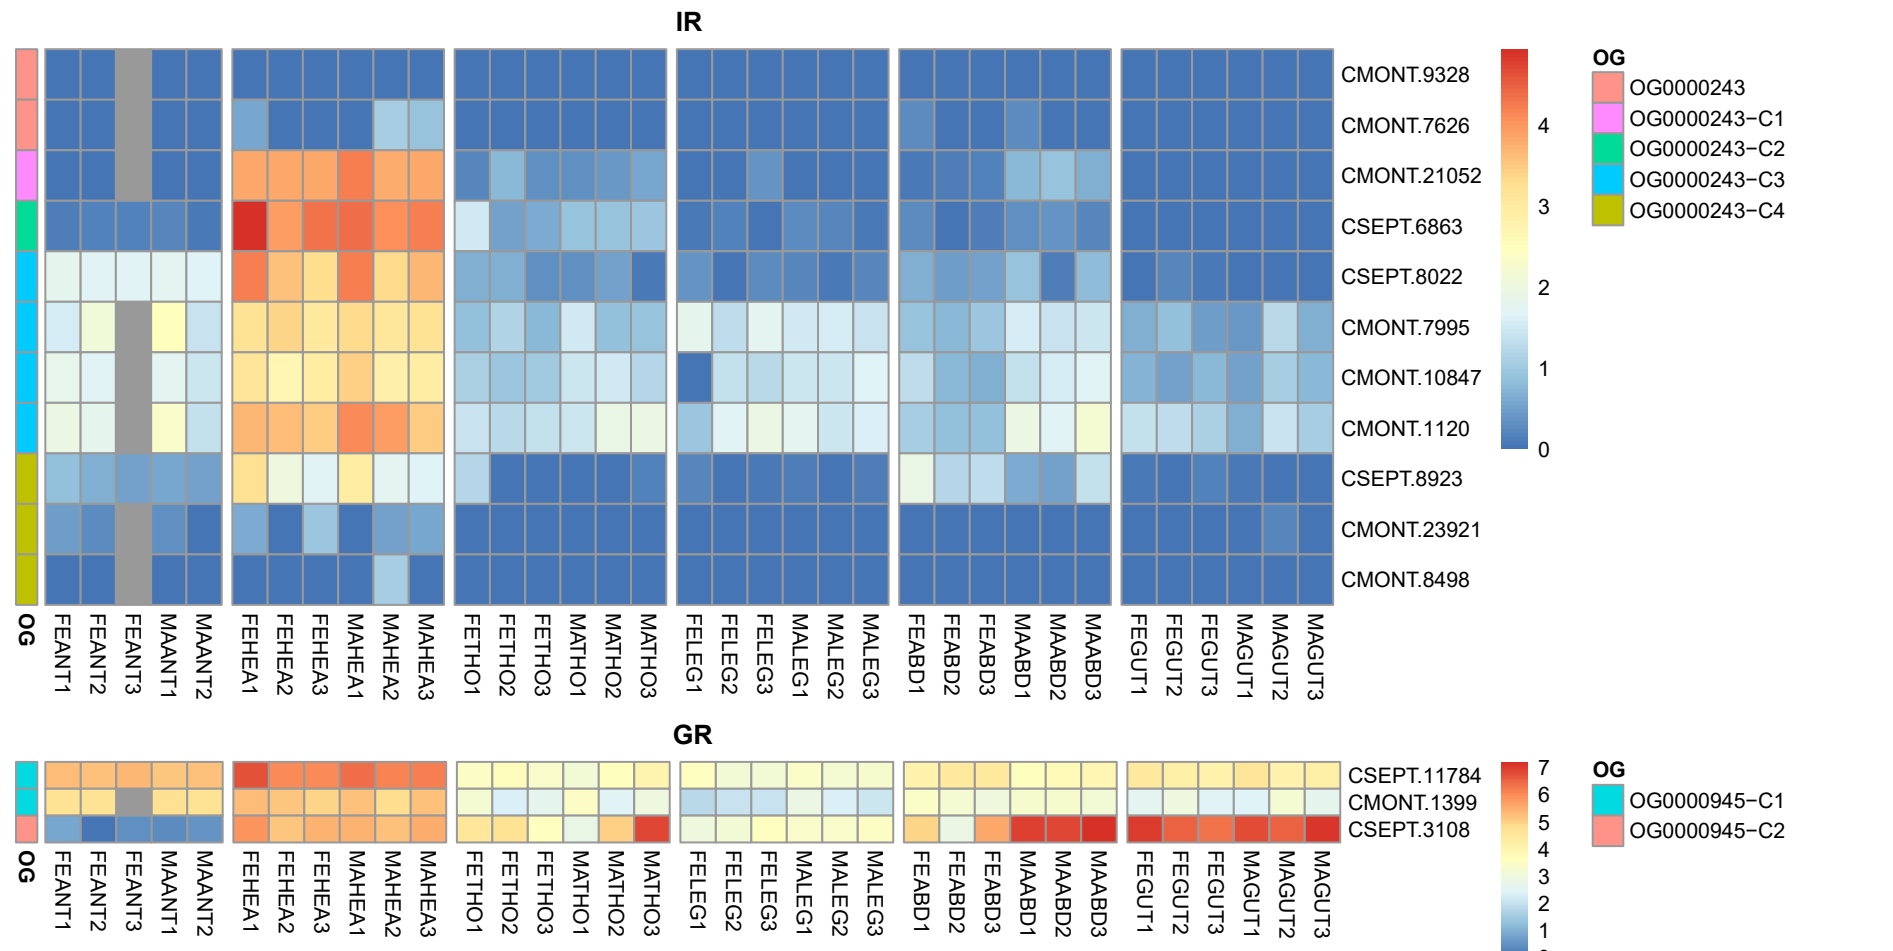 IR
CMONT.9328
CMONT.7626
CMONT.21052
CSEPT.6863
CSEPT.8022
CMONT.7995
CMONT.10847
CMONT.1120
CSEPT.8923
CMONT.23921
CMONT.8498
4
3
2
1
0
OG
OG0000243
OG0000243−C1
OG0000243−C2
OG0000243−C3
OG0000243−C4
OG
FEANT1
FEANT2
FEANT3
MAANT1
MAANT2
FEHEA1
FEHEA2
FEHEA3
MAHEA1
MAHEA2
MAHEA3
FETHO1
FETHO2
FETHO3
MATHO1
MATHO2
MATHO3
FELEG1
FELEG2
FELEG3
MALEG1
MALEG2
MALEG3
FEABD1
FEABD2
FEABD3
MAABD1
MAABD2
MAABD3
FEGUT1
FEGUT2
FEGUT3
MAGUT1
MAGUT2
MAGUT3
GR
CSEPT.11784
CMONT.1399
CSEPT.3108
7
6
5
4
3
2
1
OG
OG0000945−C1
OG0000945−C2
OG
FEANT1
FEANT2
FEANT3
MAANT1
MAANT2
FEHEA1
FEHEA2
FEHEA3
MAHEA1
MAHEA2
MAHEA3
FETHO1
FETHO2
FETHO3
MATHO1
MATHO2
MATHO3
FELEG1
FELEG2
FELEG3
MALEG1
MALEG2
MALEG3
FEABD1
FEABD2
FEABD3
MAABD1
MAABD2
MAABD3
FEGUT1
FEGUT2
FEGUT3
MAGUT1
MAGUT2
MAGUT3